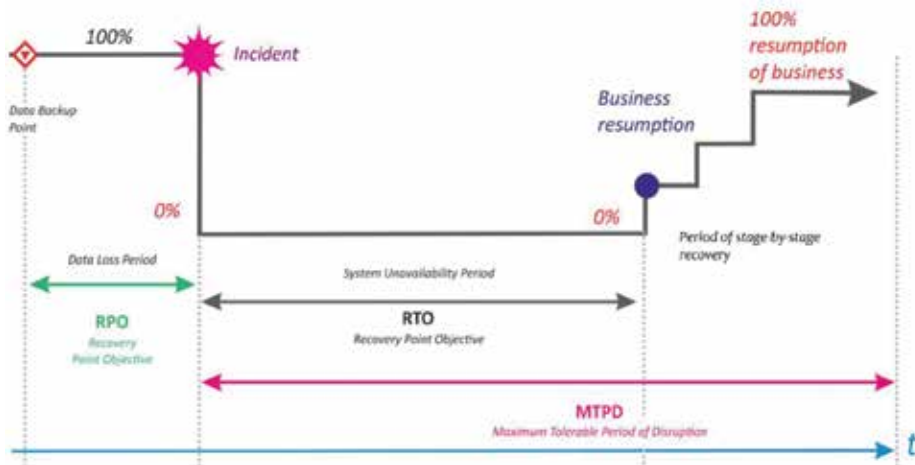 100%
Incident
100%
resumption
of business
Data Backup
Point
Business
resumption
0%
0%
Period of stage-by-stage
recovery
Data Loss Period
System Unavailability Period
RPO
Recovery
Point Objective
RTO
Recovery Point Objective
MTPD
Maximum Tolerable Period of Disruption
t